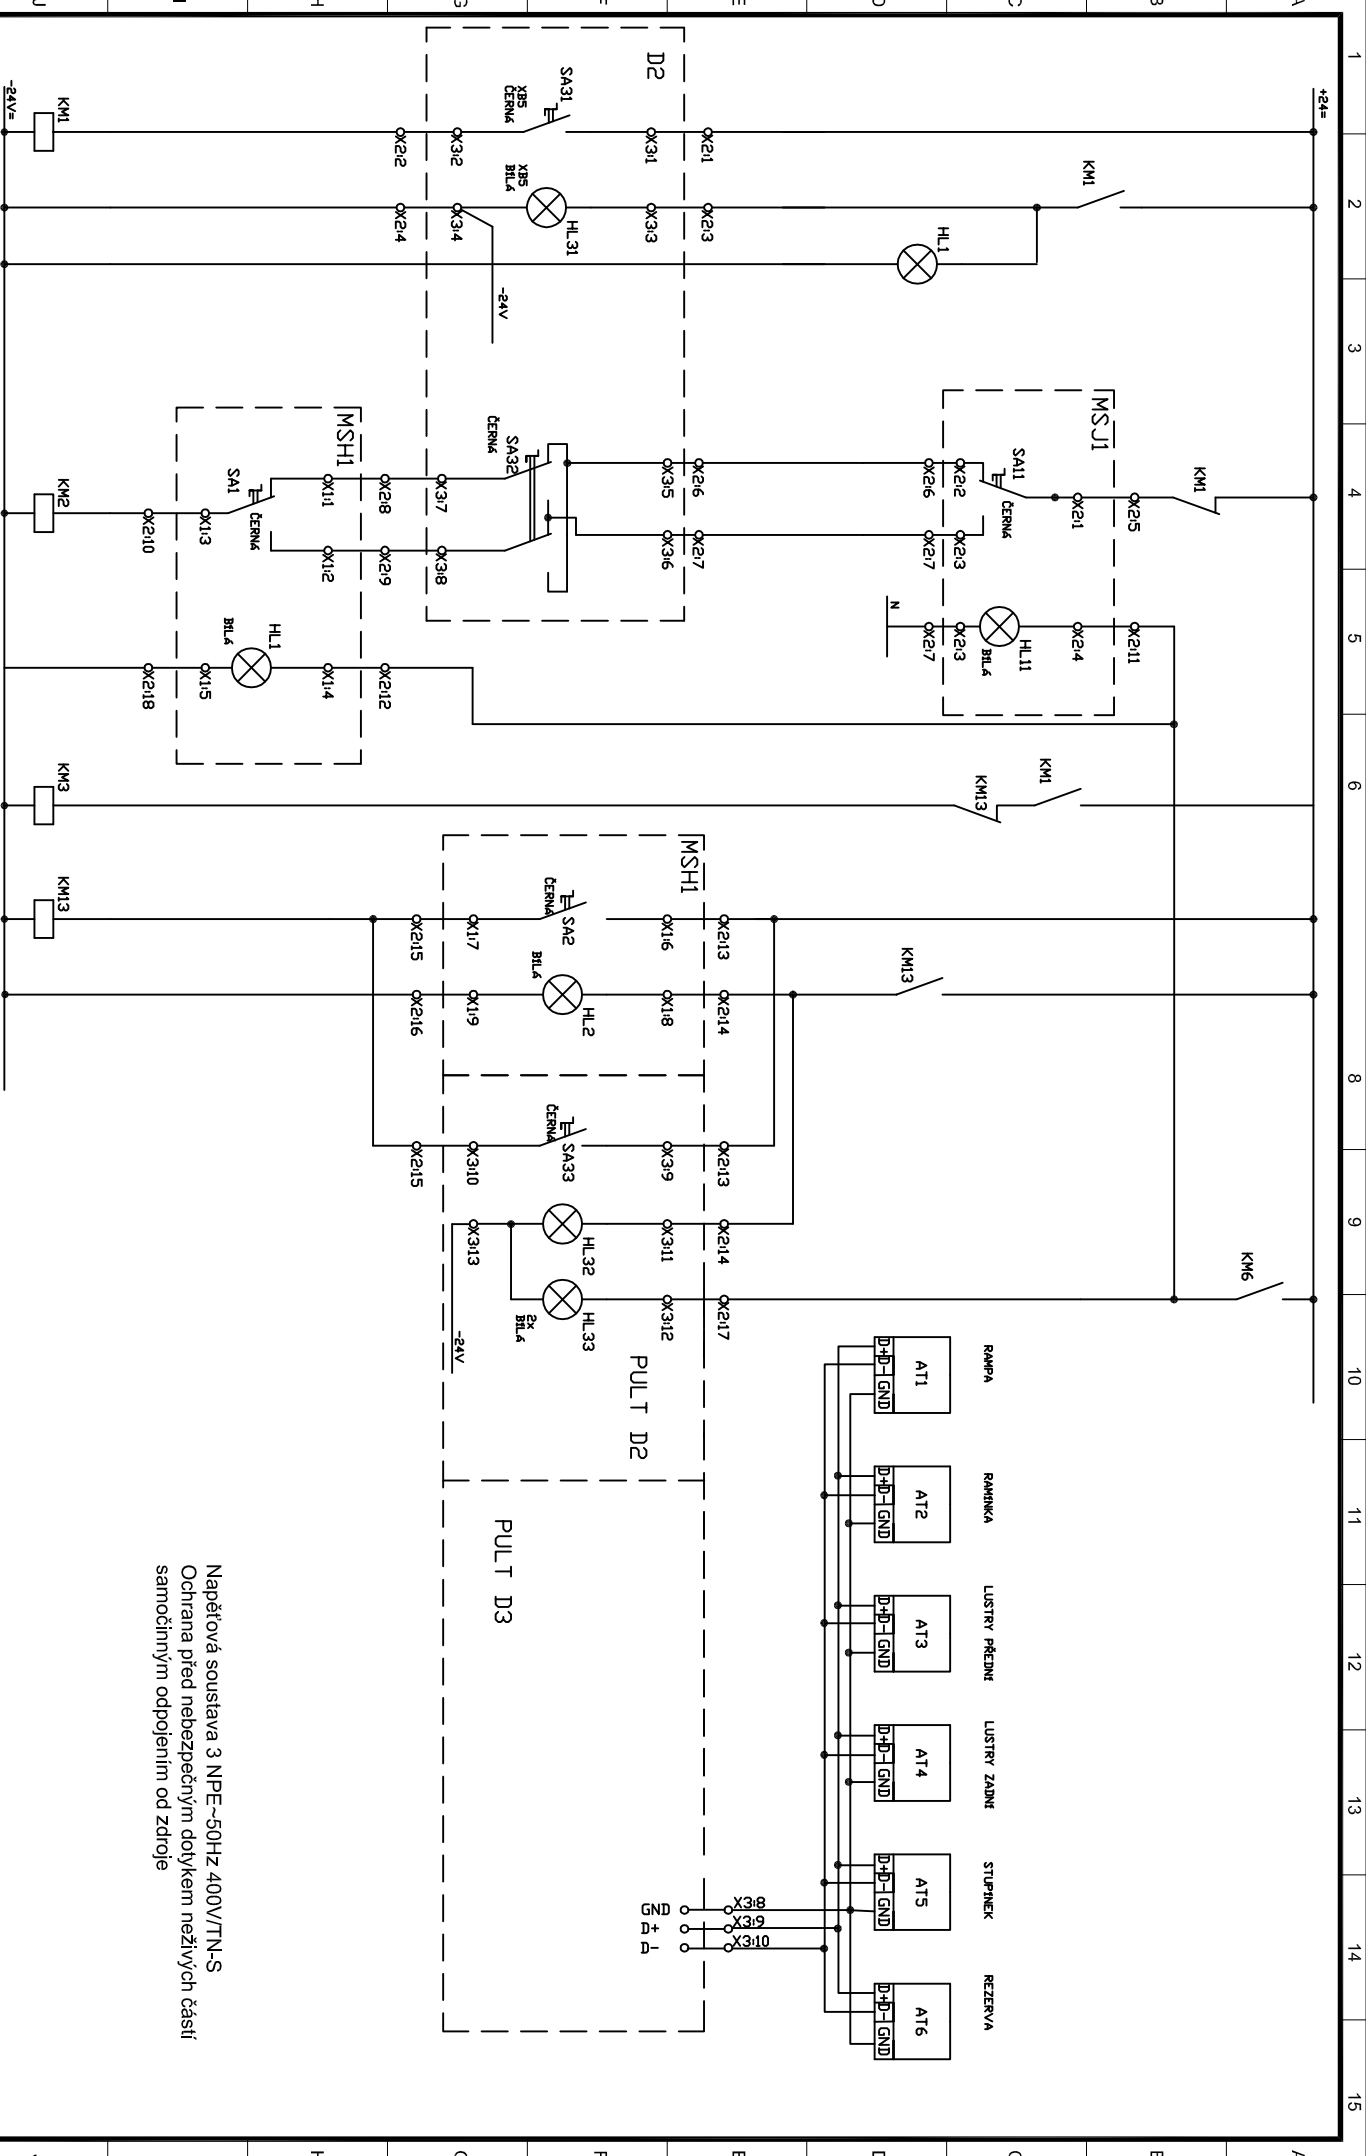 A
B
C
D
E
F
G
H
J
1
2
3
4
5
6
8
9
10
11
12
13
14
15
+24=
-24V=
KM1
SA31
XB5
ČERNÁ
D2
X2:2
X3:2
X3:1
X2:1
KM1
HL1
XB5
BÍLÁ
HL31
X2:4
X3:4
X3:3
X2:3
-24V
MSJ1
KM1
SA11
ČERNÁ
X2:5
X2:1
X2:2
X2:6
X2:3
X2:7
X2:6
X3:5
X2:7
X3:6
SA32
ČERNÁ
X3:7
X3:8
MSH1
X2:8
X1:1
X2:9
X1:2
SA1
ČERNÁ
X1:3
X2:10
KM2
N
X2:7
X2:3
HL11
BÍLÁ
X2:4
X2:11
HL1
BÍLÁ
X2:18
X1:5
X1:4
X2:12
KM3
KM13
KM1
KM13
MSH1
SA2
ČERNÁ
X2:15
X1:7
X1:6
X2:13
KM13
HL2
BÍLÁ
X2:16
X1:9
X1:8
X2:14
SA33
ČERNÁ
X2:15
X3:10
X3:9
X2:13
HL32
X3:13
X3:11
X2:14
KM6
HL33
2x
BÍLÁ
X3:12
X2:17
-24V
PULT D2
PULT D3
RAMPA
AT1
D+ D- GND
RAMÍNKA
AT2
D+ D- GND
LUSTRY PŘEDNÍ
AT3
D+ D- GND
LUSTRY ZADNÍ
AT4
D+ D- GND
STUPÍNEK
AT5
D+ D- GND
REZERVA
AT6
D+ D- GND
GND X3:8
D+ X3:9
D- X3:10
Napěťová soustava 3 NPE~50Hz 400V/TN-S
Ochrana před nebezpečným dotykem neživých částí
samočinným odpojením od zdroje